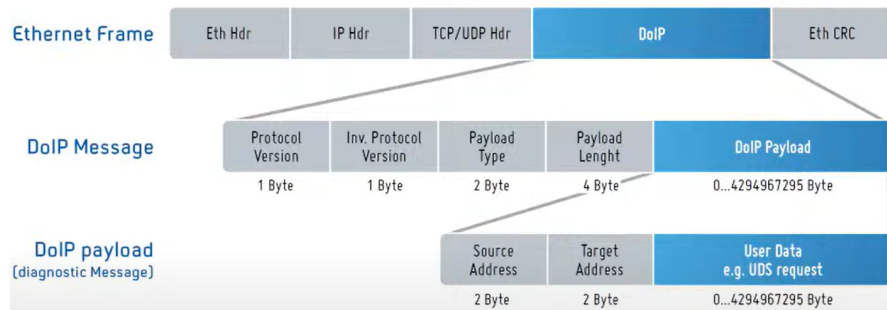 Ethernet Frame
Eth Hdr
IP Hdr
TCP/UDP Hdr
DoIP
Eth CRC
DoIP Message
Protocol
Version
Inv. Protocol
Version
Payload
Type
Payload
Lenght
DoIP Payload
1 Byte
1 Byte
2 Byte
4 Byte
0...4294967295 Byte
DoIP payload
(diagnostic Message)
Source
Address
Target
Address
User Data
e.g. UDS request
2 Byte
2 Byte
0...4294967295 Byte